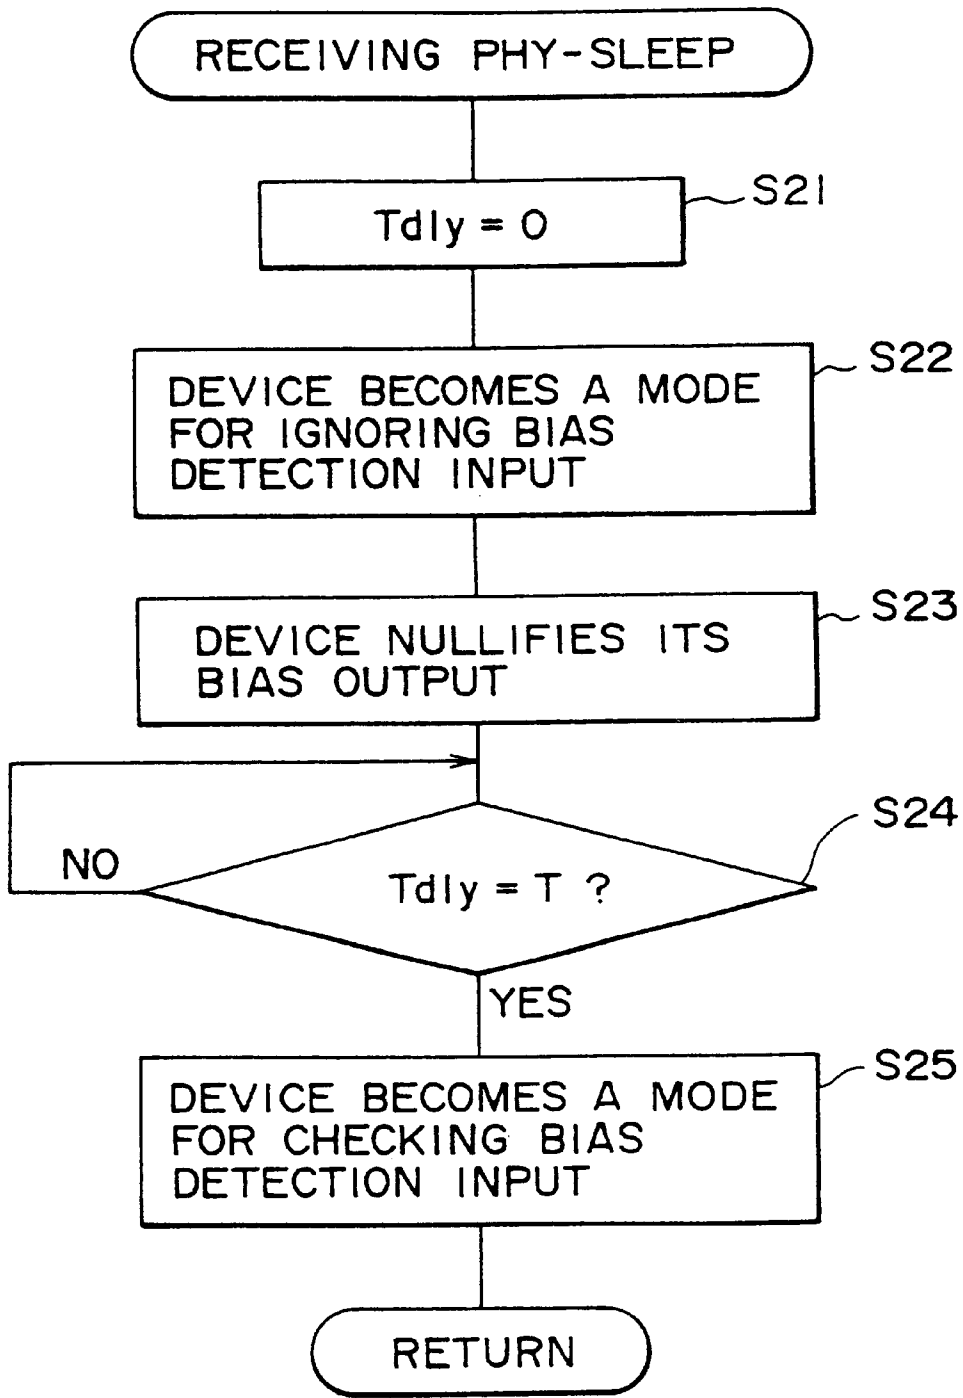 RECEIVING PHY-SLEEP
S21
Tdly = 0
S22
DEVICE BECOMES A MODE
FOR IGNORING BIAS
DETECTION INPUT
S23
DEVICE NULLIFIES ITS
BIAS OUTPUT
S24
NO
Tdly = T ?
YES
S25
DEVICE BECOMES A MODE
FOR CHECKING BIAS
DETECTION INPUT
RETURN